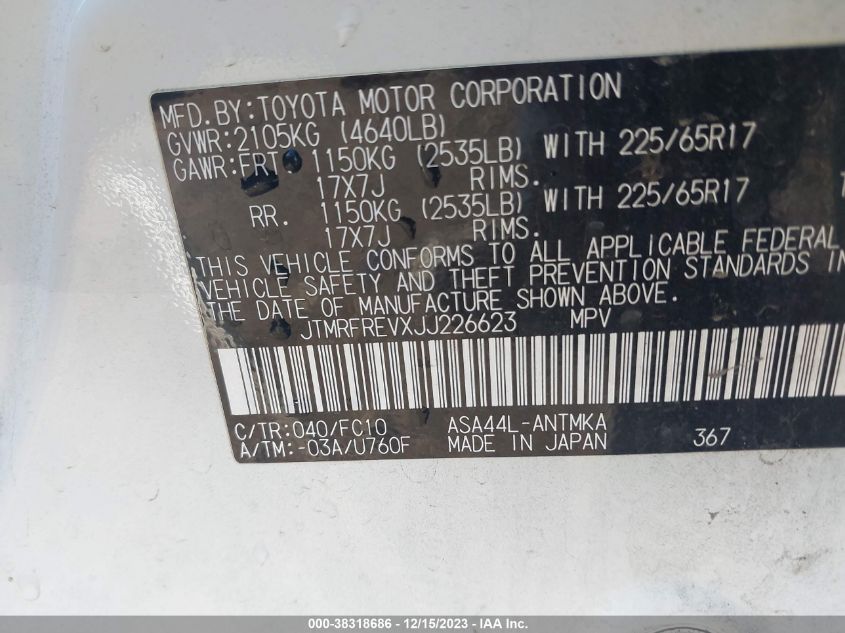 MFD.BY:TOYOTA MOTOR CORPORATION
GVWR:2105KG (4640LB)
GAWR:FRT. 1150KG (2535LB) WITH 225/65R17
17X7J RIMS.
RR. 1150KG (2535LB) WITH 225/65R17
17X7J RIMS.
THIS VEHICLE CONFORMS TO ALL APPLICABLE FEDERAL
VEHICLE SAFETY AND THEFT PREVENTION STANDARDS IN
THE DATE OF MANUFACTURE SHOWN ABOVE.
JTMRFREVXJJ226623 MPV
C/TR:040/FC10 ASA44L-ANTMKA
A/TM:-03A/U760F MADE IN JAPAN 367
000-38318686 - 12/15/2023 - IAA Inc.